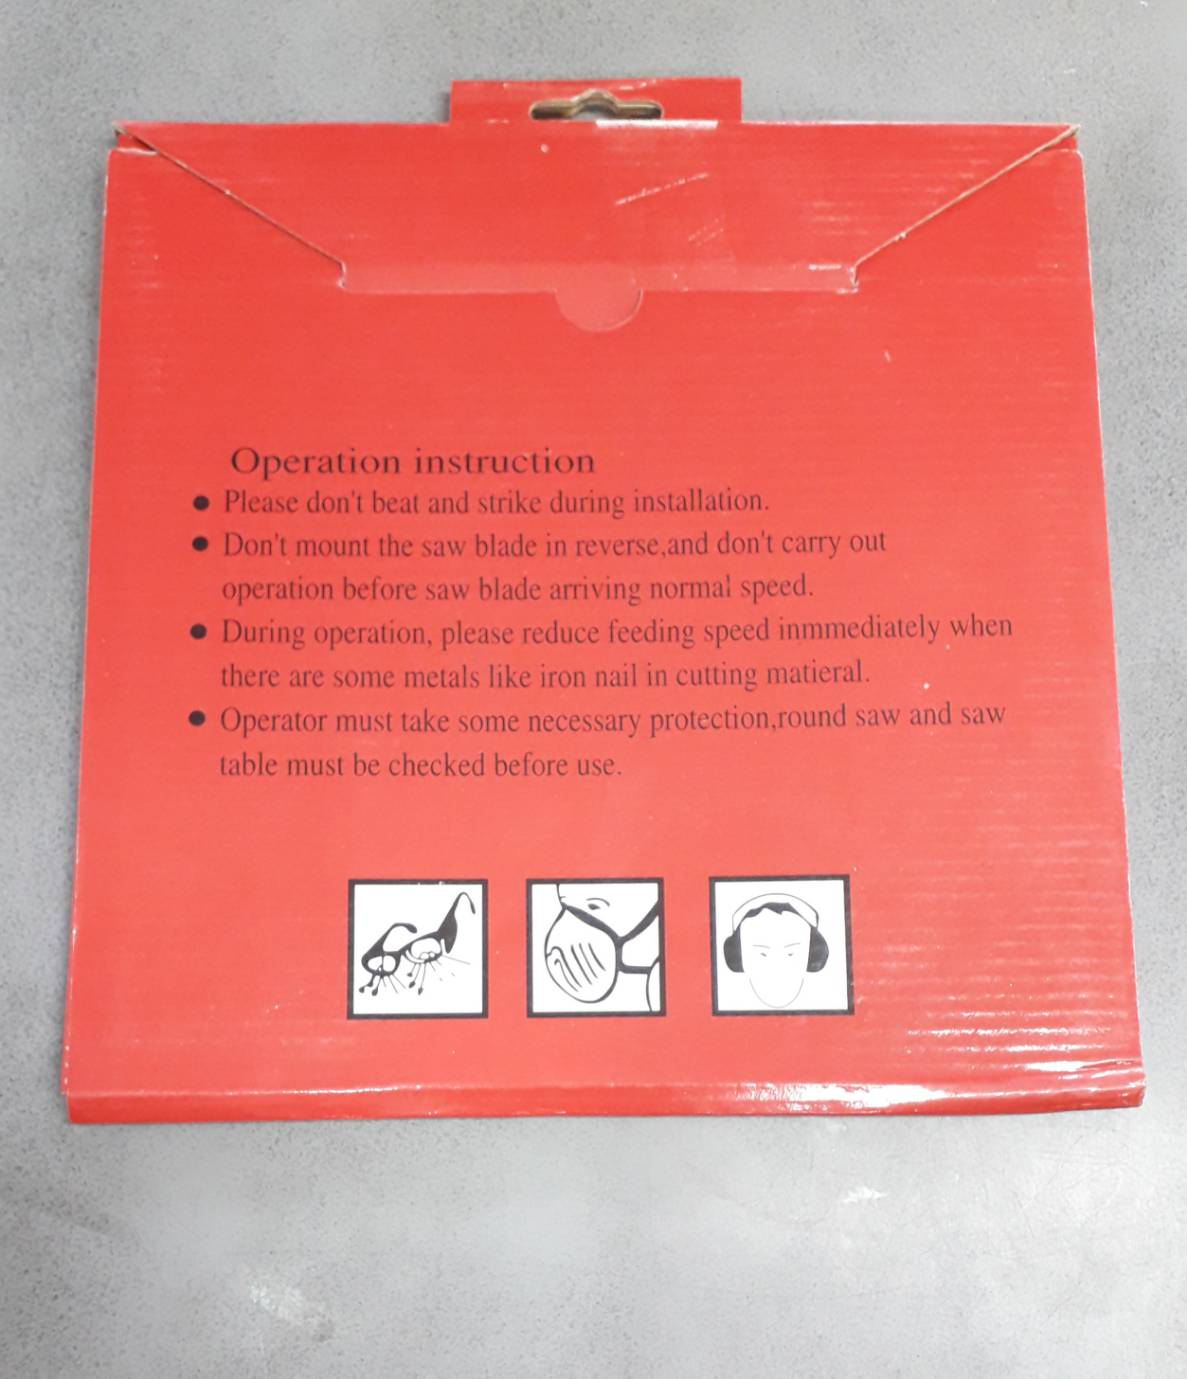 Operation instruction
● Please don't beat and strike during installation.
● Don't mount the saw blade in reverse,and don't carry out
operation before saw blade arriving normal speed.
● During operation, please reduce feeding speed inmmediately when
there are some metals like iron nail in cutting matieral.
● Operator must take some necessary protection,round saw and saw
table must be checked before use.